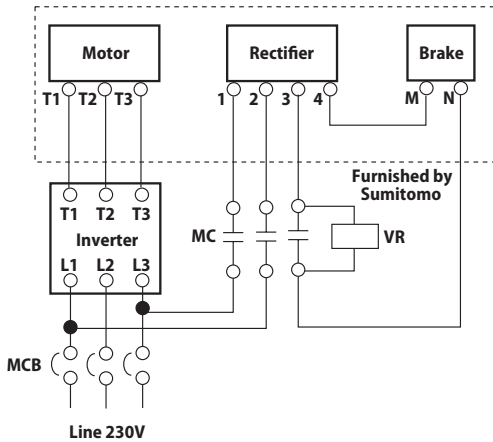 Motor
Rectifier
Brake
T1 T2 T3
1 2 3 4
M N
Furnished by
Sumitomo
T1 T2 T3
Inverter
MC
VR
L1 L2 L3
MCB
Line 230V